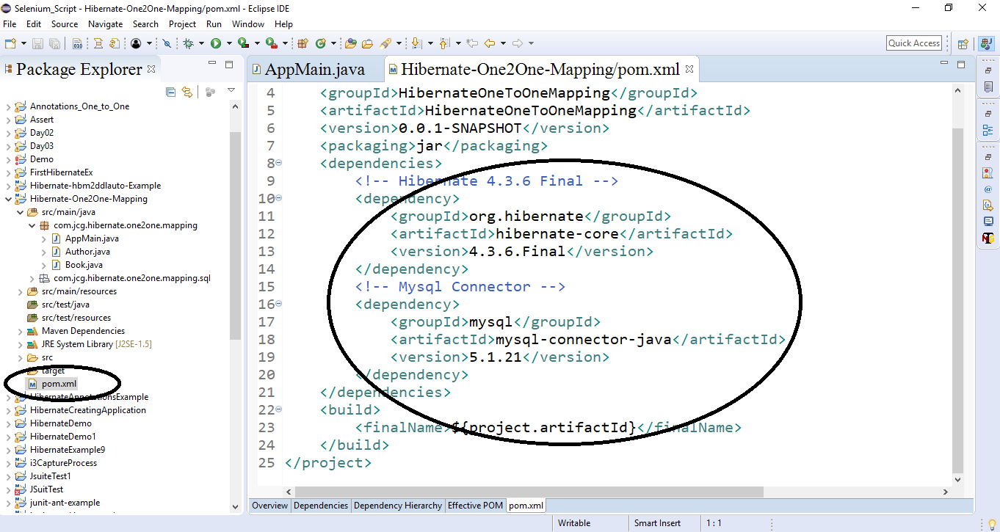 Selenium_Script - Hibernate-One2One-Mapping/pom.xml - Eclipse IDE
File Edit Source Navigate Search Project Run Window Help
Quick Access
Package Explorer
Annotations_One_to_One
Assert
Day02
Day03
Demo
FirstHibernateEx
Hibernate-hbm2ddlauto-Example
Hibernate-One2One-Mapping
src/main/java
com.jcg.hibernate.one2one.mapping
AppMain.java
Author.java
Book.java
com.jcg.hibernate.one2one.mapping.sql
src/main/resources
src/test/java
src/test/resources
Maven Dependencies
JRE System Library [J2SE-1.5]
src
target
pom.xml
HibernateAnnotationsExample
HibernateCreatingApplication
HibernateDemo
HibernateDemo1
HibernateExample9
i3CaptureProcess
JsuiteTest1
JSuitTest
junit-ant-example
AppMain.java Hibernate-One2One-Mapping/pom.xml
4 <groupId>HibernateOneToOneMapping</groupId>
5 <artifactId>HibernateOneToOneMapping</artifactId>
6 <version>0.0.1-SNAPSHOT</version>
7 <packaging>jar</packaging>
8 <dependencies>
9 <!-- Hibernate 4.3.6 Final -->
10 <dependency>
11 <groupId>org.hibernate</groupId>
12 <artifactId>hibernate-core</artifactId>
13 <version>4.3.6.Final</version>
14 </dependency>
15 <!-- Mysql Connector -->
16 <dependency>
17 <groupId>mysql</groupId>
18 <artifactId>mysql-connector-java</artifactId>
19 <version>5.1.21</version>
20 </dependency>
21 </dependencies>
22 <build>
23 <finalName>${project.artifactId}</finalName>
24 </build>
25 </project>
Overview Dependencies Dependency Hierarchy Effective POM pom.xml
Writable Smart Insert 1 : 1